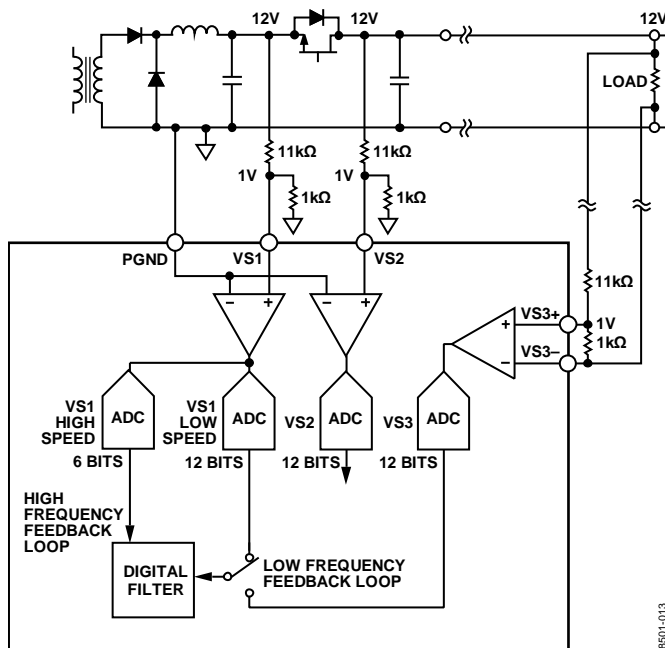 12V
12V
12V
LOAD
11kΩ
11kΩ
1V
1V
1kΩ
1kΩ
PGND
VS1
VS2
11kΩ
VS3+
1V
1kΩ
VS3–
–
+
–
+
+
–
VS1
HIGH
SPEED
ADC
VS1
LOW
SPEED
ADC
VS2
ADC
VS3
ADC
6 BITS
12 BITS
12 BITS
12 BITS
HIGH
FREQUENCY
FEEDBACK
LOOP
DIGITAL
FILTER
LOW FREQUENCY
FEEDBACK LOOP
8501-013